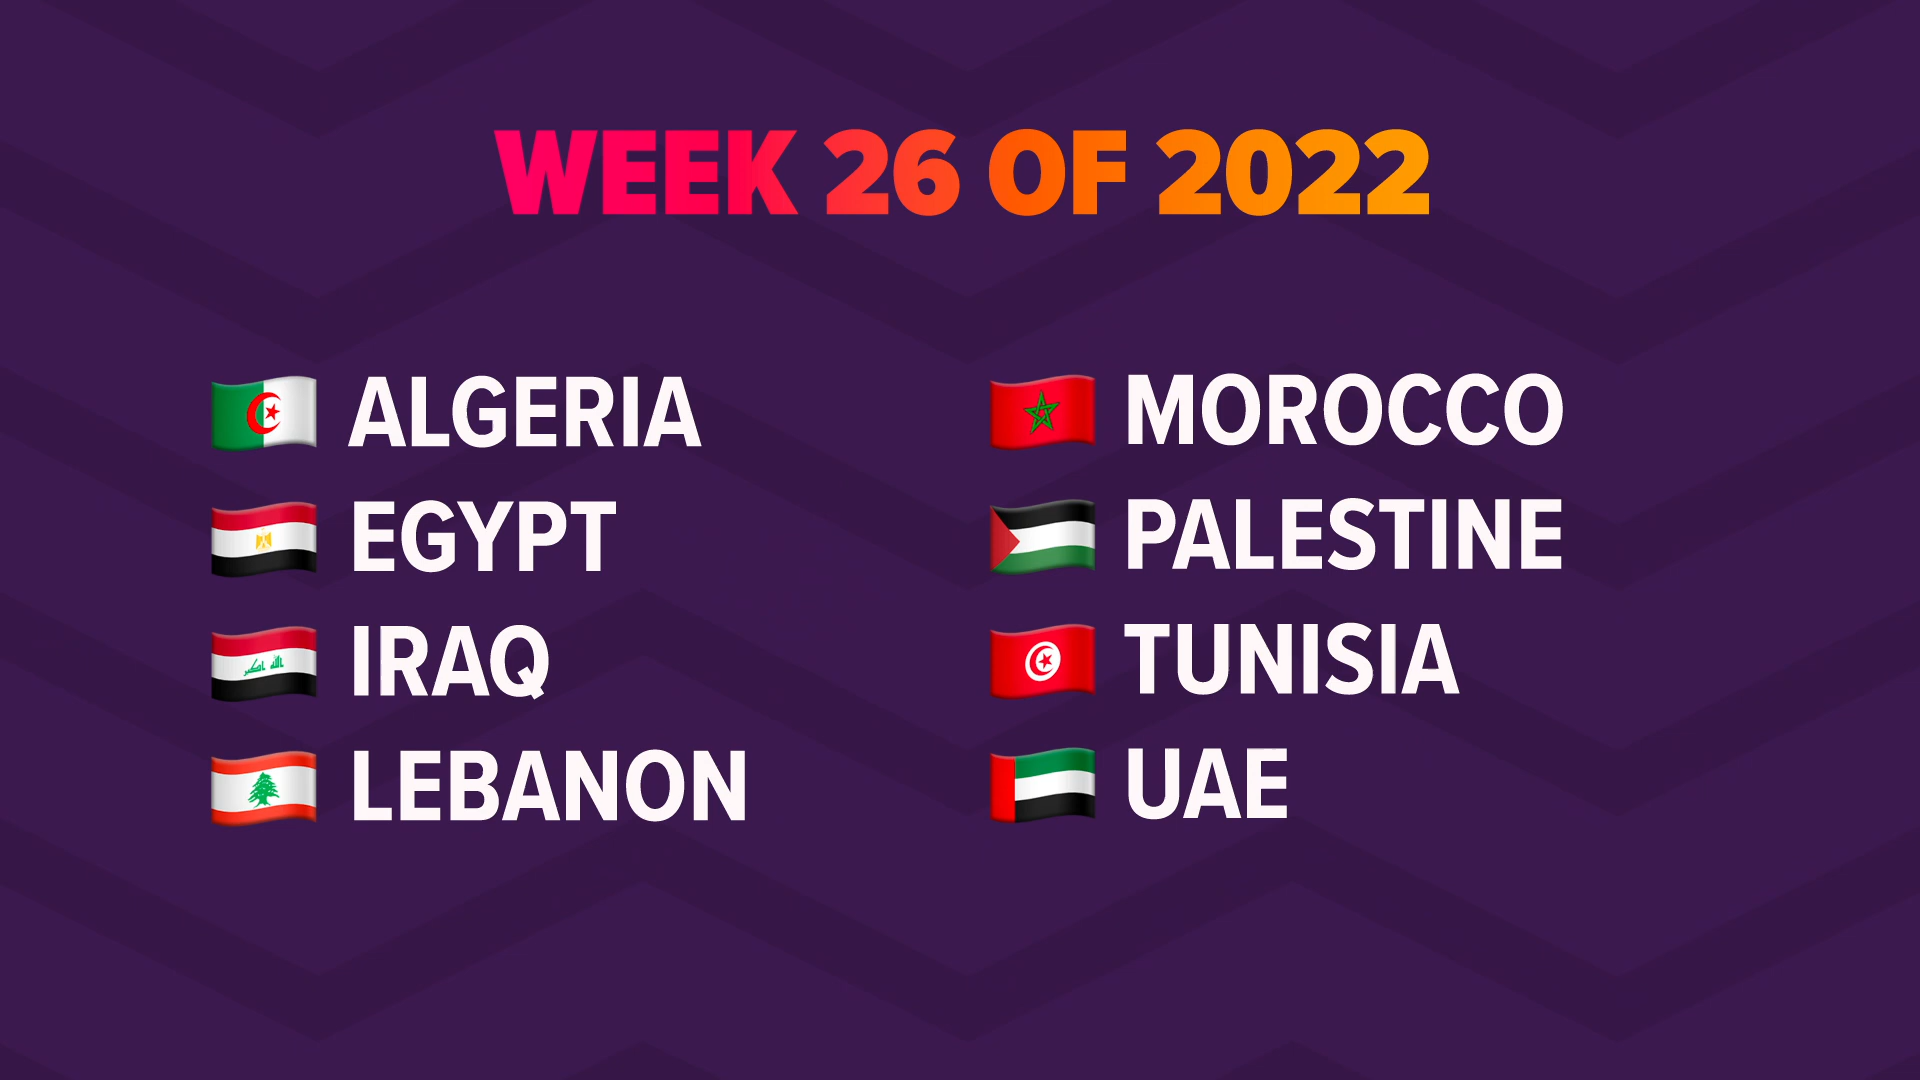 WEEK 26 OF 2022
ALGERIA
EGYPT
IRAQ
LEBANON
MOROCCO
PALESTINE
TUNISIA
UAE